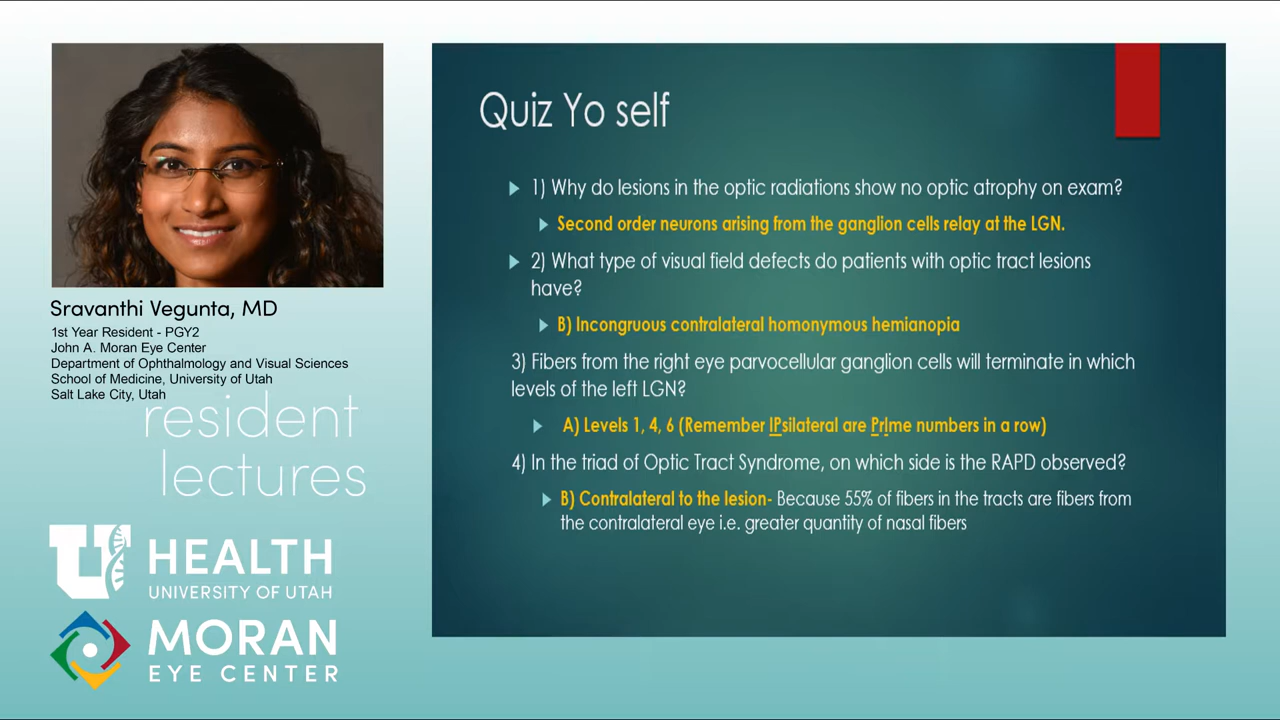 Sravanthi Vegunta, MD
1st Year Resident - PGY2
John A. Moran Eye Center
Department of Ophthalmology and Visual Sciences
School of Medicine, University of Utah
Salt Lake City, Utah
resident
lectures
U
HEALTH
UNIVERSITY OF UTAH
MORAN
EYE CENTER
Quiz Yo self
1) Why do lesions in the optic radiations show no optic atrophy on exam?
Second order neurons arising from the ganglion cells relay at the LGN.
2) What type of visual field defects do patients with optic tract lesions
have?
B) Incongruous contralateral homonymous hemianopia
3) Fibers from the right eye parvocellular ganglion cells will terminate in which
levels of the left LGN?
A) Levels 1, 4, 6 (Remember IPsilateral are PrIme numbers in a row)
4) In the triad of Optic Tract Syndrome, on which side is the RAPD observed?
B) Contralateral to the lesion- Because 55% of fibers in the tracts are fibers from
the contralateral eye i.e. greater quantity of nasal fibers